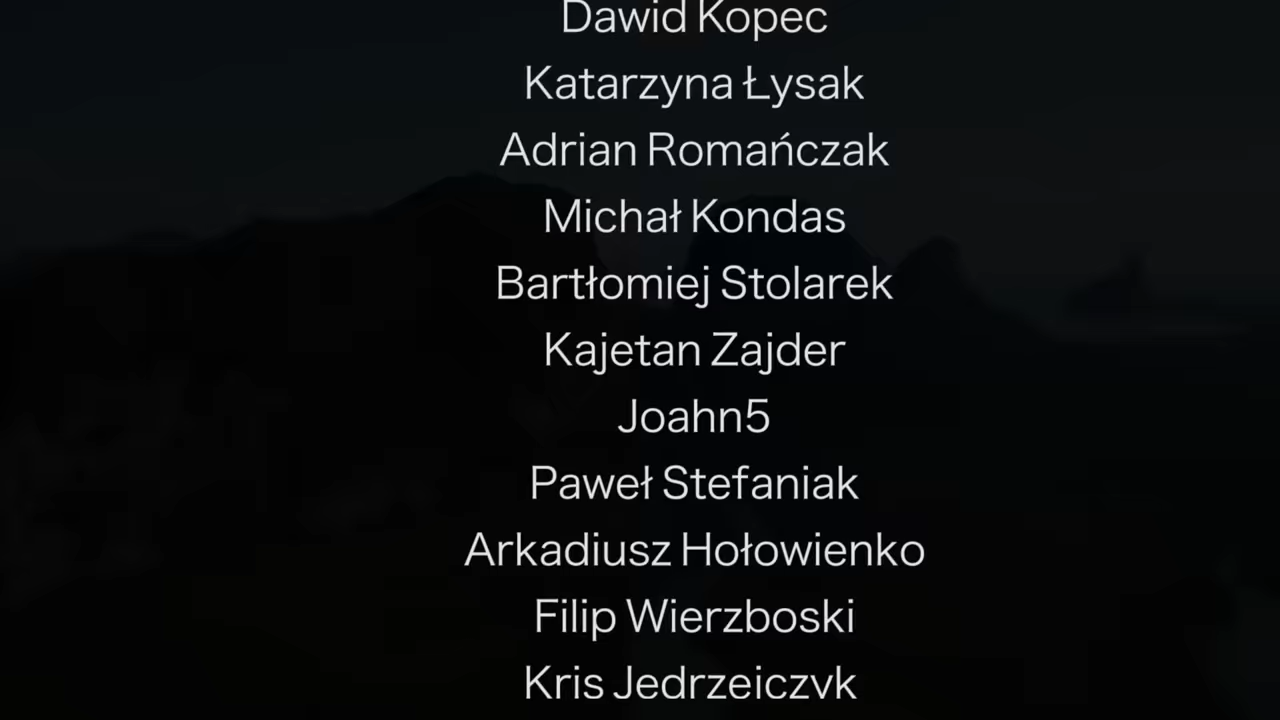 Dawid Kopec
Katarzyna Łysak
Adrian Romańczak
Michał Kondas
Bartłomiej Stolarek
Kajetan Zajder
Joahn5
Paweł Stefaniak
Arkadiusz Hołowienko
Filip Wierzboski
Kris Jedrzejczyk